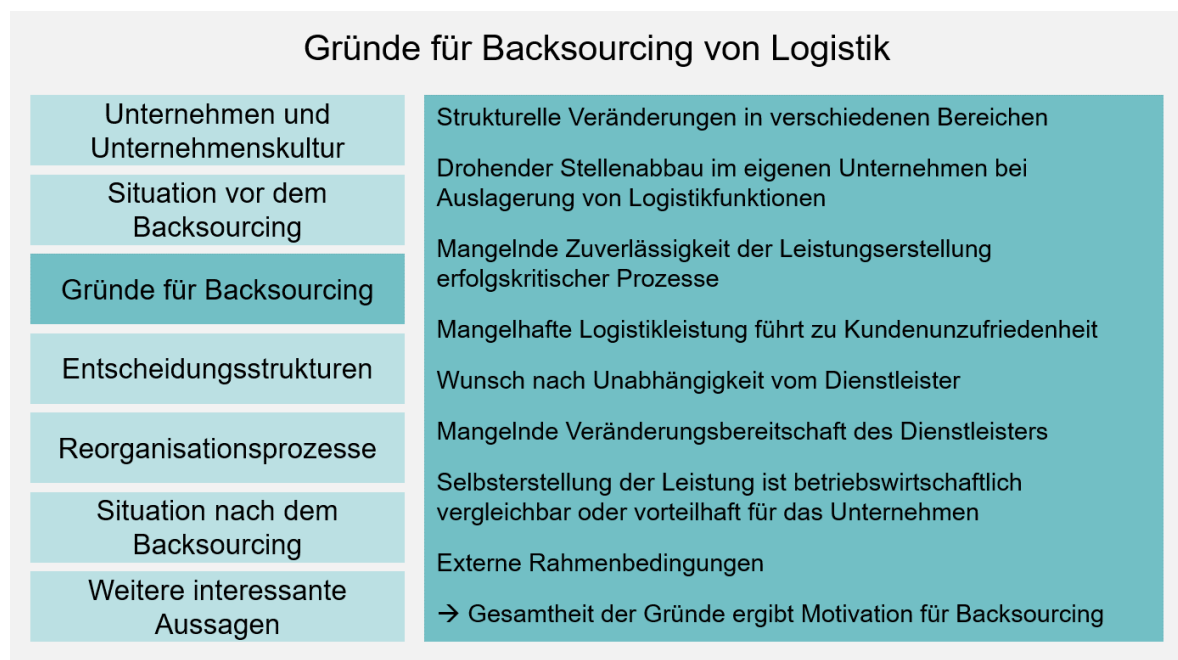 Gründe für Backsourcing von Logistik
Unternehmen und
Unternehmenskultur
Situation vor dem
Backsourcing
Gründe für Backsourcing
Entscheidungsstrukturen
Reorganisationsprozesse
Situation nach dem
Backsourcing
Weitere interessante
Aussagen
Strukturelle Veränderungen in verschiedenen Bereichen
Drohender Stellenabbau im eigenen Unternehmen bei
Auslagerung von Logistikfunktionen
Mangelnde Zuverlässigkeit der Leistungserstellung
erfolgskritischer Prozesse
Mangelhafte Logistikleistung führt zu Kundenunzufriedenheit
Wunsch nach Unabhängigkeit vom Dienstleister
Mangelnde Veränderungsbereitschaft des Dienstleisters
Selbsterstellung der Leistung ist betriebswirtschaftlich
vergleichbar oder vorteilhaft für das Unternehmen
Externe Rahmenbedingungen
→ Gesamtheit der Gründe ergibt Motivation für Backsourcing